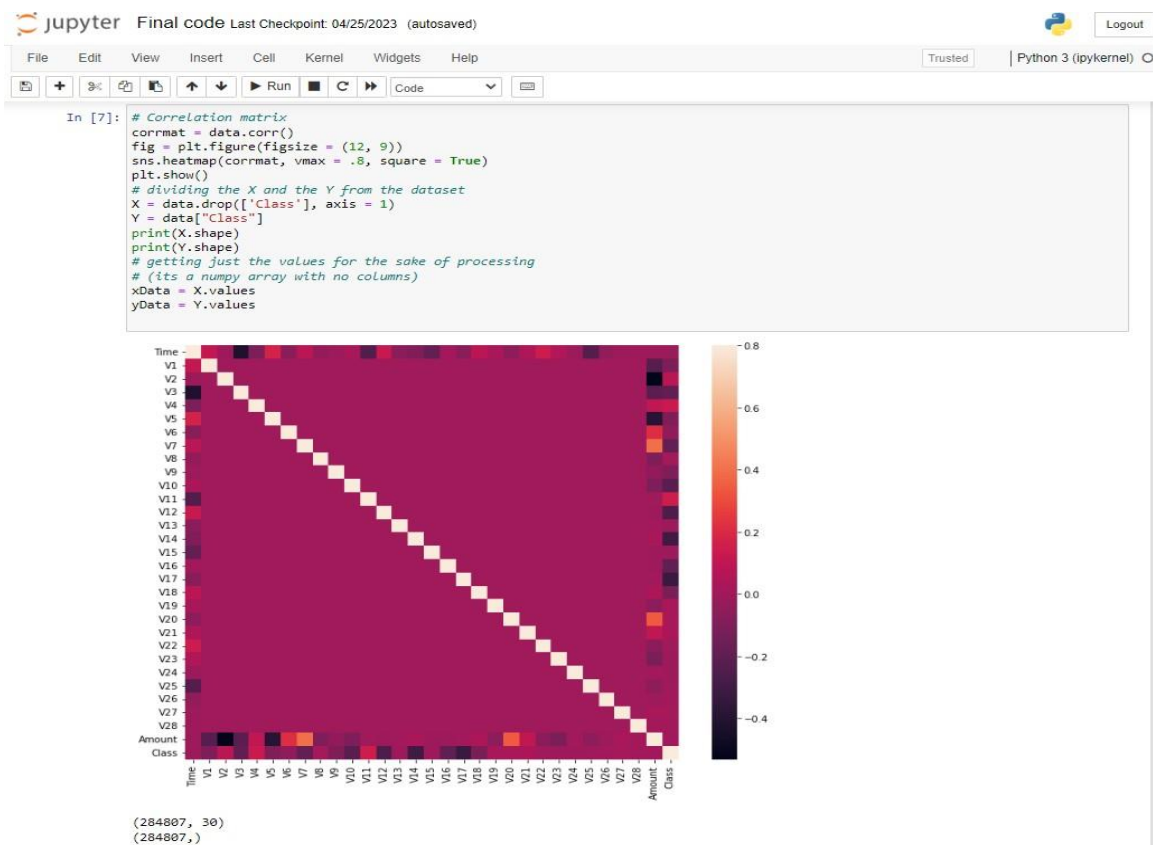 jupyter Final code Last Checkpoint: 04/25/2023 (autosaved)
Logout
File Edit View Insert Cell Kernel Widgets Help
Trusted
Python 3 (ipykernel)
Run
Code
In [7]: # Correlation matrix
corrmat = data.corr()
fig = plt.figure(figsize = (12, 9))
sns.heatmap(corrmat, vmax = .8, square = True)
plt.show()
# dividing the X and the Y from the dataset
X = data.drop(['Class'], axis = 1)
Y = data["Class"]
print(X.shape)
print(Y.shape)
# getting just the values for the sake of processing
# (its a numpy array with no columns)
xData = X.values
yData = Y.values
Time
V1
V2
V3
V4
V5
V6
V7
V8
V9
V10
V11
V12
V13
V14
V15
V16
V17
V18
V19
V20
V21
V22
V23
V24
V25
V26
V27
V28
Amount
Class
Time V1 V2 V3 V4 V5 V6 V7 V8 V9 V10 V11 V12 V13 V14 V15 V16 V17 V18 V19 V20 V21 V22 V23 V24 V25 V26 V27 V28 Amount Class
0.8
0.6
0.4
0.2
0.0
−0.2
−0.4
(284807, 30)
(284807,)